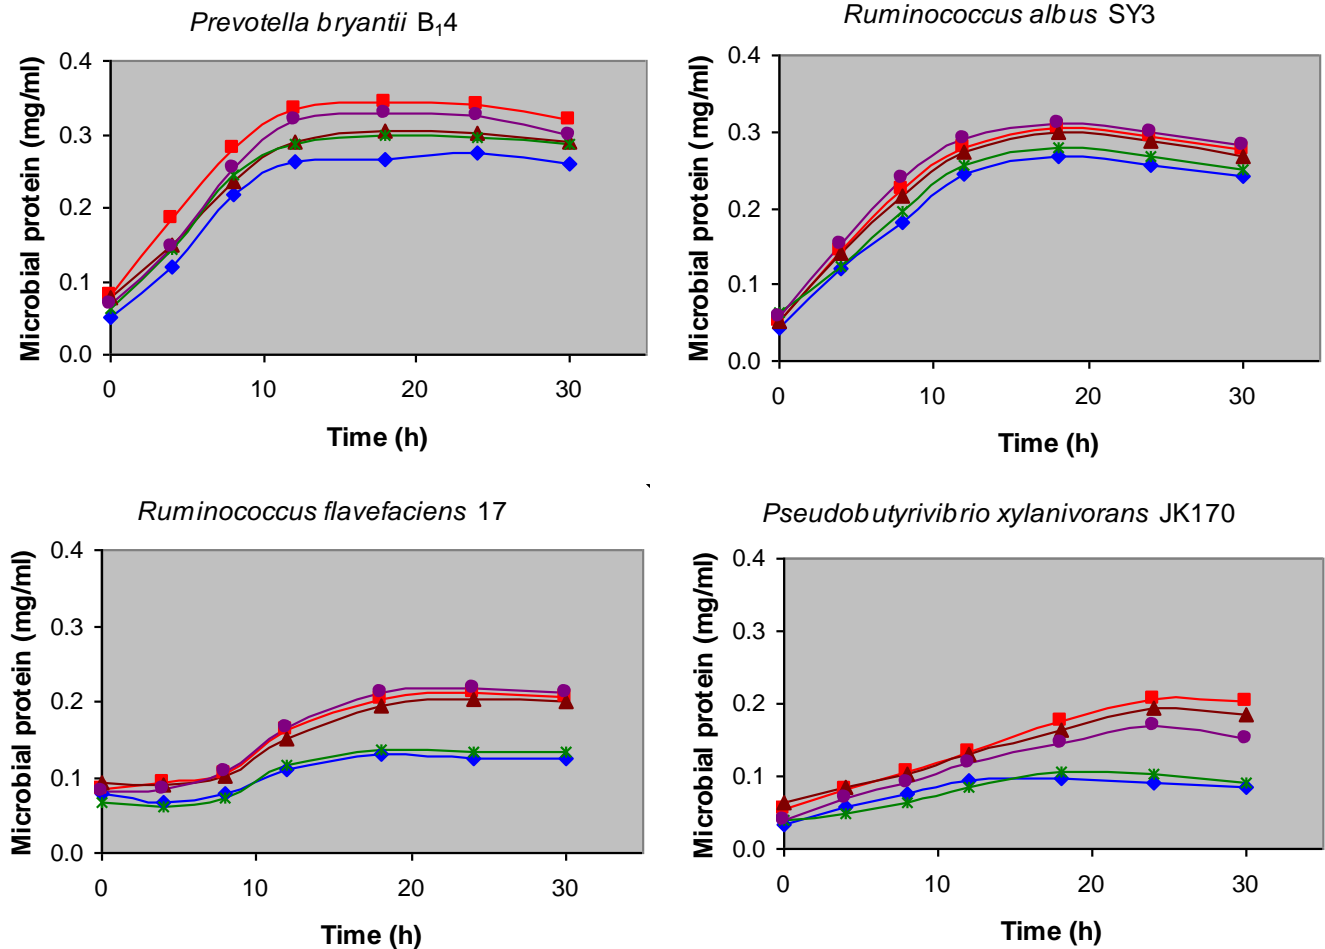 Prevotella bryantii B₁4
Microbial protein (mg/ml)
0.4
0.3
0.2
0.1
0.0
0 10 20 30
Time (h)
Ruminococcus albus SY3
Microbial protein (mg/ml)
0.4
0.3
0.2
0.1
0.0
0 10 20 30
Time (h)
Ruminococcus flavefaciens 17
Microbial protein (mg/ml)
0.4
0.3
0.2
0.1
0.0
0 10 20 30
Time (h)
Pseudobutyrivibrio xylanivorans JK170
Microbial protein (mg/ml)
0.4
0.3
0.2
0.1
0.0
0 10 20 30
Time (h)